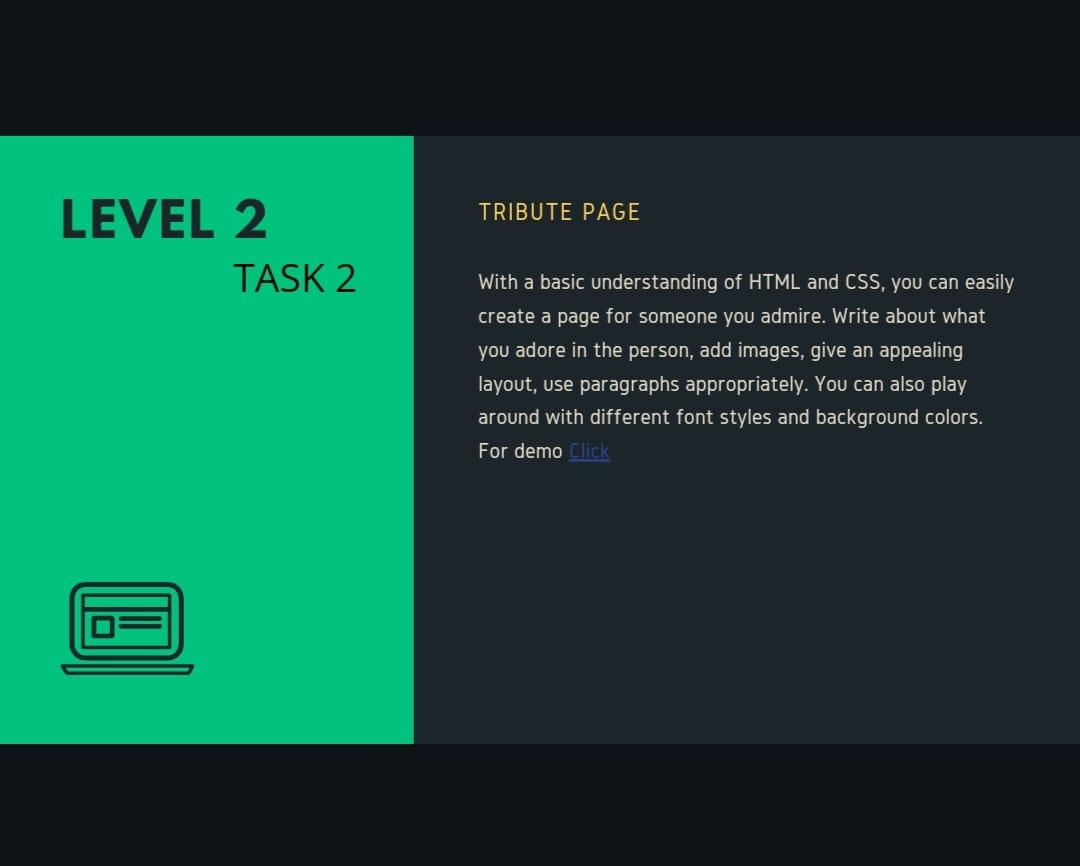 LEVEL 2
TASK 2
TRIBUTE PAGE
With a basic understanding of HTML and CSS, you can easily
create a page for someone you admire. Write about what
you adore in the person, add images, give an appealing
layout, use paragraphs appropriately. You can also play
around with different font styles and background colors.
For demo Click